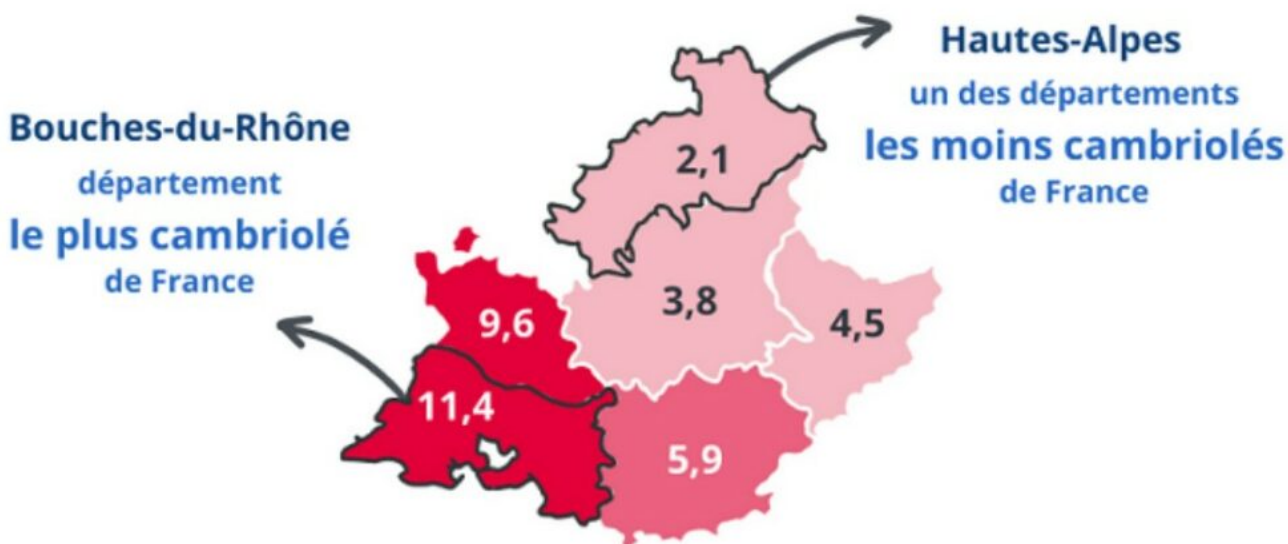 Hautes-Alpes
un des départements
les moins cambriolés
de France
Bouches-du-Rhône
département
le plus cambriolé
de France
2,1
3,8
4,5
9,6
11,4
5,9